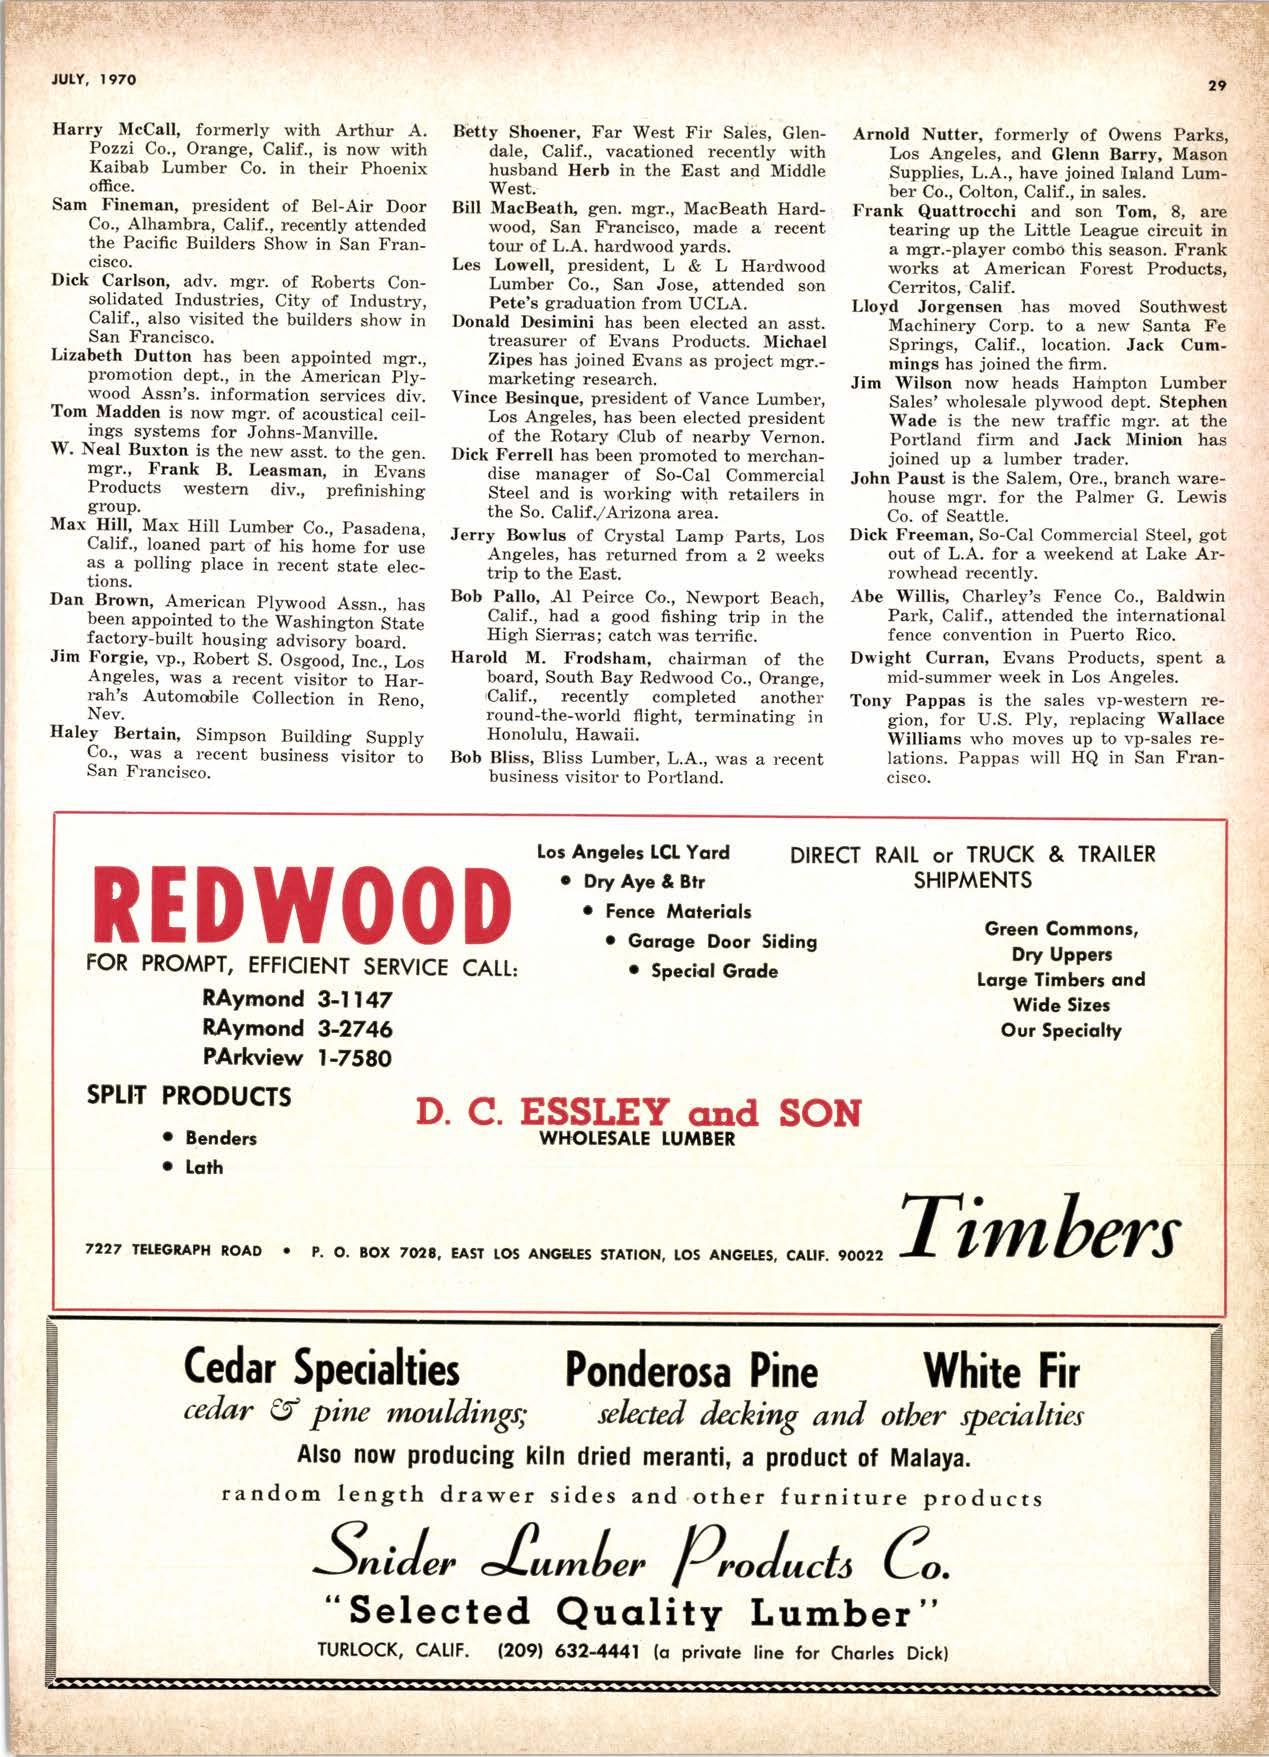 JULY, 1970
29
Harry McCall, formerly with Arthur A.
Pozzi Co., Orange, Calif., is now with
Kaibab Lumber Co. in their Phoenix
office.
Sam Fineman, president of Bel-Air Door
Co., Alhambra, Calif., recently attended
the Pacific Builders Show in San Fran-
cisco.
Dick Carlson, adv. mgr. of Roberts Con-
solidated Industries, City of Industry,
Calif., also visited the builders show in
San Francisco.
Lizabeth Dutton has been appointed mgr.,
promotion dept., in the American Ply-
wood Assn's. information services div.
Tom Madden is now mgr. of acoustical ceil-
ings systems for Johns-Manville.
W. Neal Buxton is the new asst. to the gen.
mgr., Frank B. Leasman, in Evans
Products western div., prefinishing
group.
Max Hill, Max Hill Lumber Co., Pasadena,
Calif., loaned part of his home for use
as a polling place in recent state elec-
tions.
Dan Brown, American Plywood Assn., has
been appointed to the Washington State
factory-built housing advisory board.
Jim Forgie, vp., Robert S. Osgood, Inc., Los
Angeles, was a recent visitor to Har-
rah's Automobile Collection in Reno,
Nev.
Haley Bertain, Simpson Building Supply
Co., was a recent business visitor to
San Francisco.
Betty Shoener, Far West Fir Sales, Glen-
dale, Calif., vacationed recently with
husband Herb in the East and Middle
West.
Bill MacBeath, gen. mgr., MacBeath Hard-
wood, San Francisco, made a recent
tour of L.A. hardwood yards.
Les Lowell, president, L & L Hardwood
Lumber Co., San Jose, attended son
Pete's graduation from UCLA.
Donald Desimini has been elected an asst.
treasurer of Evans Products. Michael
Zipes has joined Evans as project mgr.-
marketing research.
Vince Besinque, president of Vance Lumber,
Los Angeles, has been elected president
of the Rotary Club of nearby Vernon.
Dick Ferrell has been promoted to merchan-
dise manager of So-Cal Commercial
Steel and is working with retailers in
the So. Calif./Arizona area.
Jerry Bowlus of Crystal Lamp Parts, Los
Angeles, has returned from a 2 weeks
trip to the East.
Bob Pallo, Al Peirce Co., Newport Beach,
Calif., had a good fishing trip in the
High Sierras; catch was terrific.
Harold M. Frodsham, chairman of the
board, South Bay Redwood Co., Orange,
Calif., recently completed another
round-the-world flight, terminating in
Honolulu, Hawaii.
Bob Bliss, Bliss Lumber, L.A., was a recent
business visitor to Portland.
Arnold Nutter, formerly of Owens Parks,
Los Angeles, and Glenn Barry, Mason
Supplies, L.A., have joined Inland Lum-
ber Co., Colton, Calif., in sales.
Frank Quattrocchi and son Tom, 8, are
tearing up the Little League circuit in
a mgr.-player combo this season. Frank
works at American Forest Products,
Cerritos, Calif.
Lloyd Jorgensen has moved Southwest
Machinery Corp. to a new Santa Fe
Springs, Calif., location. Jack Cum-
mings has joined the firm.
Jim Wilson now heads Hampton Lumber
Sales' wholesale plywood dept. Stephen
Wade is the new traffic mgr. at the
Portland firm and Jack Minion has
joined up a lumber trader.
John Paust is the Salem, Ore., branch ware-
house mgr. for the Palmer G. Lewis
Co. of Seattle.
Dick Freeman, So-Cal Commercial Steel, got
out of L.A. for a weekend at Lake Ar-
rowhead recently.
Abe Willis, Charley's Fence Co., Baldwin
Park, Calif., attended the international
fence convention in Puerto Rico.
Dwight Curran, Evans Products, spent a
mid-summer week in Los Angeles.
Tony Pappas is the sales vp-western re-
gion, for U.S. Ply, replacing Wallace
Williams who moves up to vp-sales re-
lations. Pappas will HQ in San Fran-
cisco.
REDWOOD
FOR PROMPT, EFFICIENT SERVICE CALL:
RAymond 3-1147
RAymond 3-2746
PArkview 1-7580
Los Angeles LCL Yard
• Dry Aye & Btr
• Fence Materials
• Garage Door Siding
• Special Grade
DIRECT RAIL or TRUCK & TRAILER
SHIPMENTS
Green Commons,
Dry Uppers
Large Timbers and
Wide Sizes
Our Specialty
SPLIT PRODUCTS
• Benders
• Lath
D. C. ESSLEY and SON
WHOLESALE LUMBER
Timbers
7227 TELEGRAPH ROAD • P. O. BOX 7028, EAST LOS ANGELES STATION, LOS ANGELES, CALIF. 90022
Cedar Specialties Ponderosa Pine White Fir
cedar & pine mouldings; selected decking and other specialties
Also now producing kiln dried meranti, a product of Malaya.
random length drawer sides and other furniture products
Snider Lumber Products Co.
"Selected Quality Lumber"
TURLOCK, CALIF. (209) 632-4441 (a private line for Charles Dick)